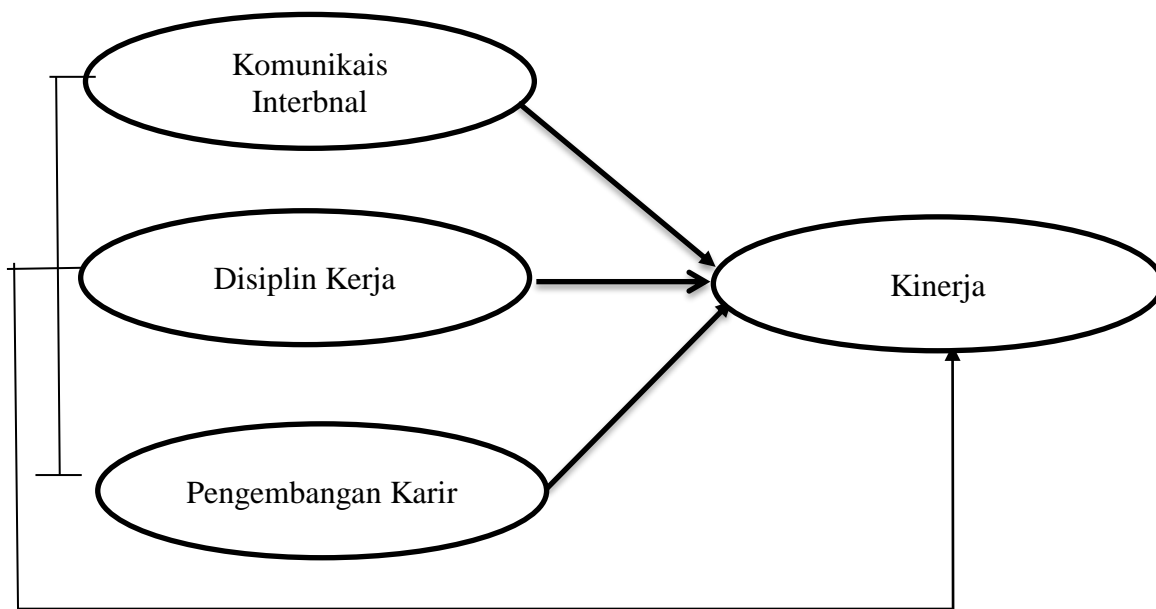 Komunikais
Interbnal
Disiplin Kerja
Kinerja
Pengembangan Karir